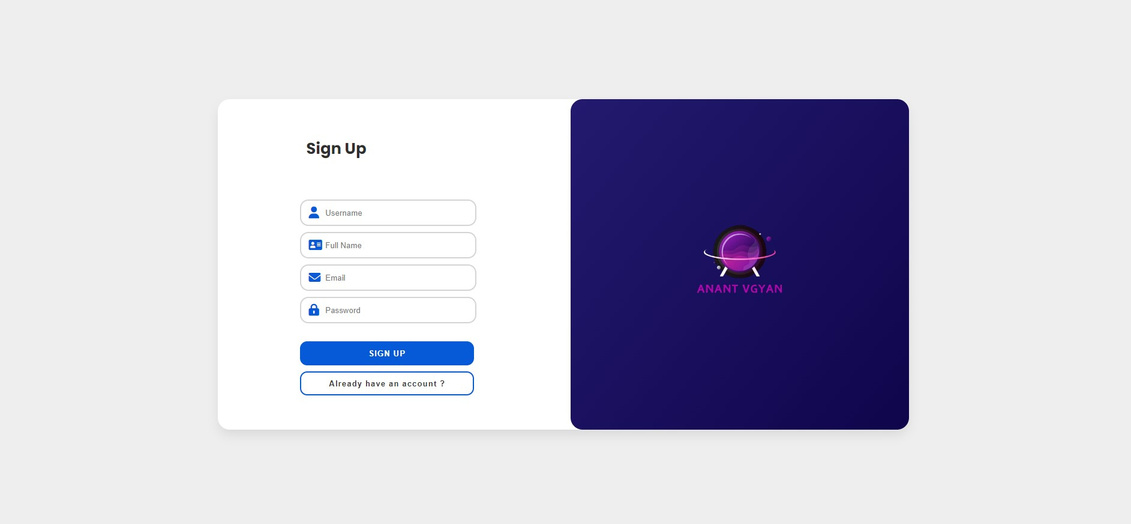 Sign Up
Username
Full Name
Email
Password
SIGN UP
Already have an account ?
ANANT VGYAN